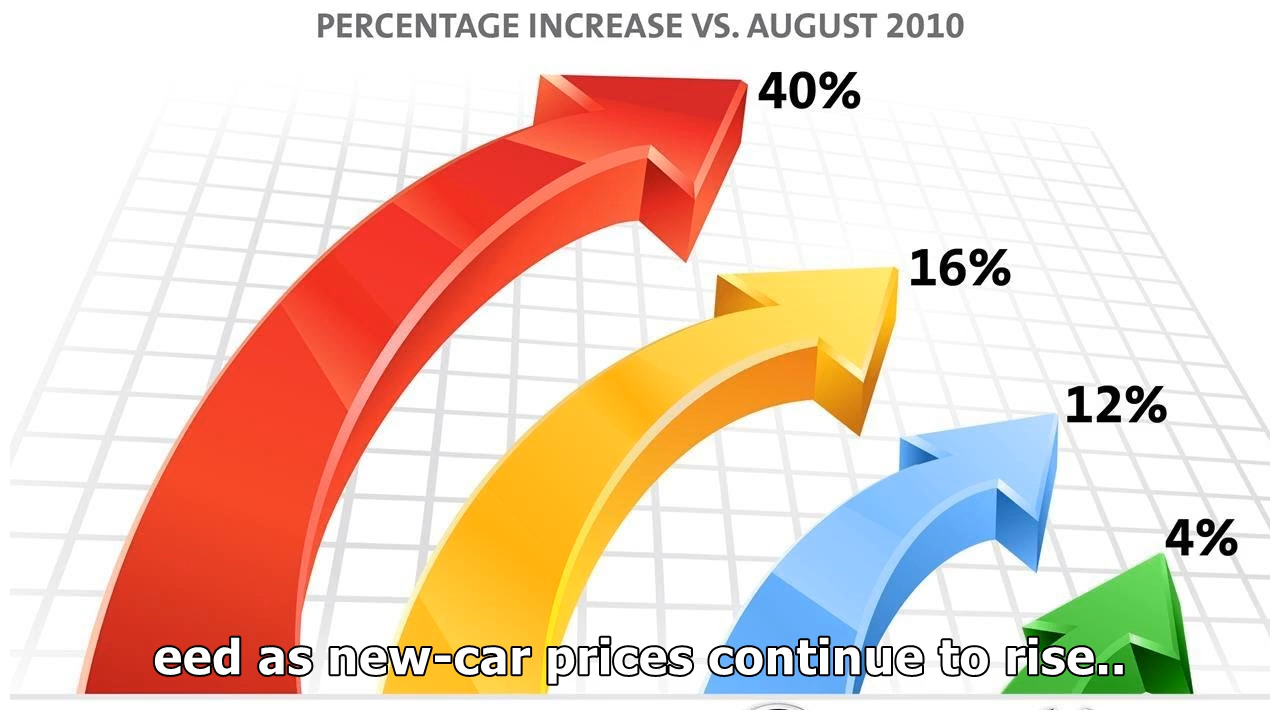 PERCENTAGE INCREASE VS. AUGUST 2010
40%
16%
12%
4%
eed as new-car prices continue to rise..